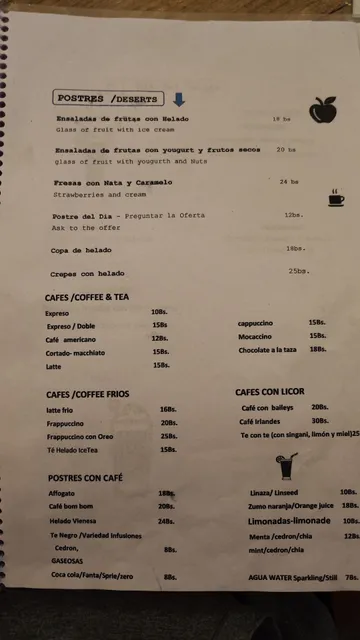 POSTRES /DESERTS
Ensaladas de frutas con Helado 18 bs
Glass of fruit with ice cream
Ensaladas de frutas con yougurt y frutos secos 20 bs
glass of fruit with yougurth and Nuts
Fresas con Nata y Caramelo 24 bs
Strawberries and cream
Postre del Dia - Preguntar la Oferta 12bs.
Ask to the offer
Copa de helado 18bs.
Crepes con helado 25bs.
CAFES /COFFEE & TEA
Expreso 10Bs.
Expreso / Doble 15Bs
Café americano 12Bs.
Cortado- macchiato 15Bs.
Latte 15Bs.
cappuccino 15Bs.
Mocaccino 15Bs.
Chocolate a la taza 18Bs.
CAFES /COFFEE FRIOS
latte frio 16Bs.
Frappuccino 20Bs.
Frappuccino con Oreo 25Bs.
Té Helado IceTea 15Bs.
CAFES CON LICOR
Café con baileys 20Bs.
Café Irlandes 30Bs.
Te con te (con singani, limón y miel)25
POSTRES CON CAFÉ
Affogato 18Bs.
Café bom bom 20Bs.
Helado Vienesa 24Bs.
Te Negro /Variedad Infusiones
Cedron, 8Bs.
GASEOSAS
Coca cola/Fanta/Sprie/zero 8Bs.
Linaza/ Linseed 10Bs.
Zumo naranja/Orange juice 18Bs.
Limonadas-limonade 10Bs.
Menta /cedron/chia 12Bs.
mint/cedron/chia
AGUA WATER Sparkling/Still 7Bs.